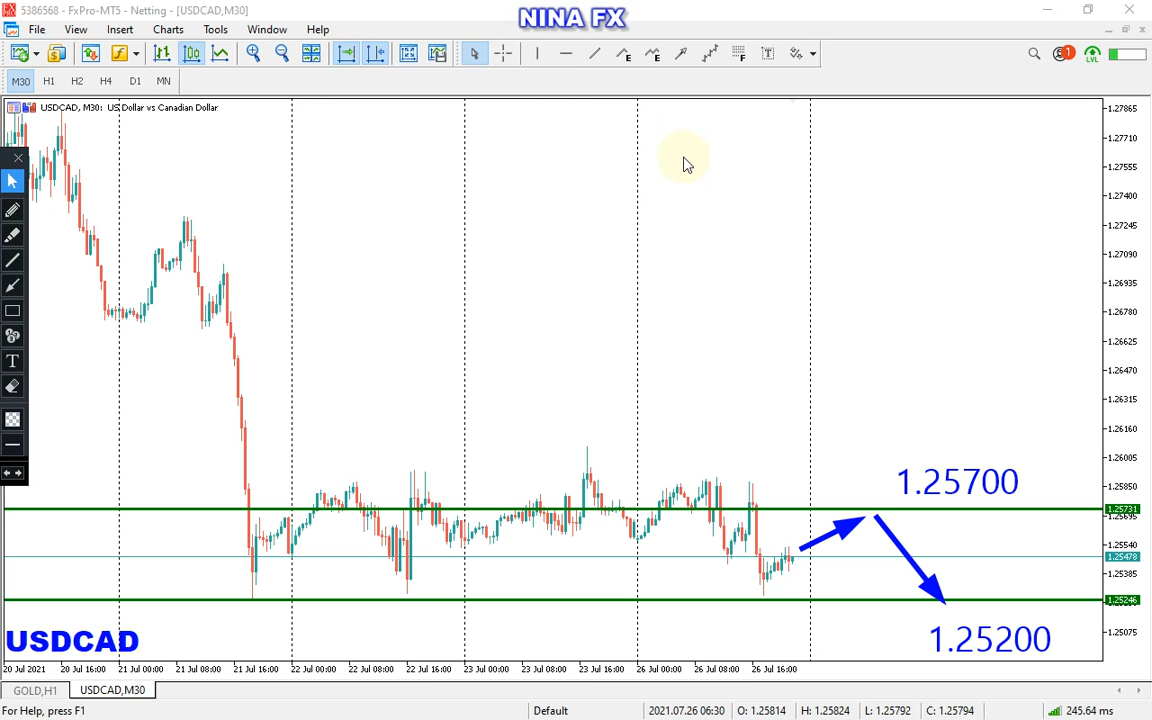 5386568 - FxPro-MT5 - Netting - [USDCAD,M30]
NINA FX
File View Insert Charts Tools Window Help
1
LVL
M30 H1 H2 H4 D1 MN
USDCAD, M30: US Dollar vs Canadian Dollar
1.27865
1.27710
1.27555
1.27400
1.27245
1.27090
1.26935
1.26780
1.26625
1.26470
1.26315
1.26160
1.26005
1.25850
1.25700
1.25731
1.25695
1.25540
1.25478
1.25385
1.25246
1.25075
USDCAD
1.25200
20 Jul 2021 20 Jul 16:00 21 Jul 00:00 21 Jul 08:00 21 Jul 16:00 22 Jul 00:00 22 Jul 08:00 22 Jul 16:00 23 Jul 00:00 23 Jul 08:00 23 Jul 16:00 26 Jul 00:00 26 Jul 08:00 26 Jul 16:00
GOLD,H1 USDCAD,M30
For Help, press F1 Default 2021.07.26 06:30 O: 1.25814 H: 1.25824 L: 1.25792 C: 1.25794 245.64 ms